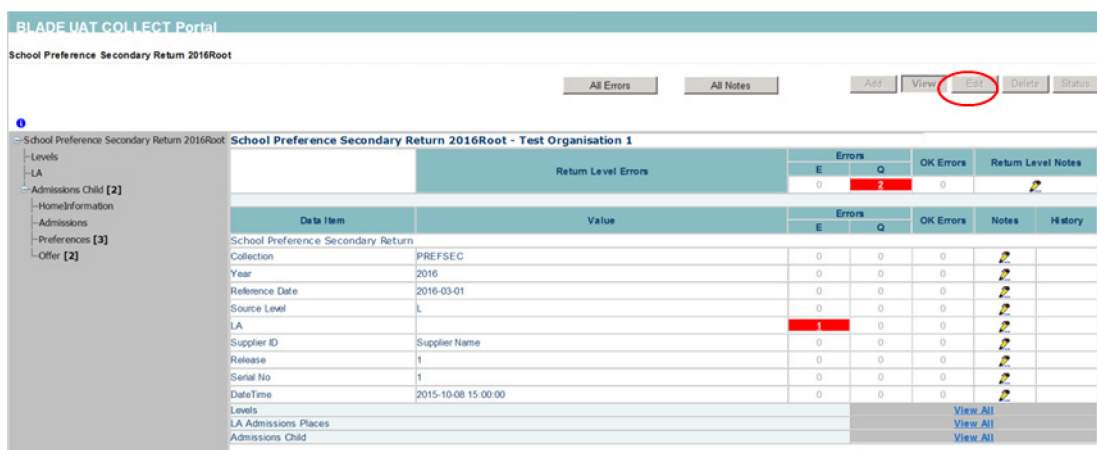 BLADE UAT COLLECT Portal
School Preference Secondary Return 2016Root
All Errors All Notes Add View Edit Delete Status
School Preference Secondary Return 2016Root
Levels
LA
Admissions Child [2]
HomeInformation
Admissions
Preferences [3]
Offer [2]
School Preference Secondary Return 2016Root - Test Organisation 1
Return Level Errors Errors OK Errors Return Level Notes
E Q
0 2 0
Data Item Value Errors OK Errors Notes History
E Q
School Preference Secondary Return
Collection PREFSEC 0 0 0
Year 2016 0 0 0
Reference Date 2016-03-01 0 0 0
Source Level L 0 0 0
LA 1 0 0
Supplier ID Supplier Name 0 0 0
Release 1 0 0 0
Serial No 1 0 0 0
DateTime 2015-10-08 15:00:00 0 0 0
Levels View All
LA Admissions Places View All
Admissions Child View All